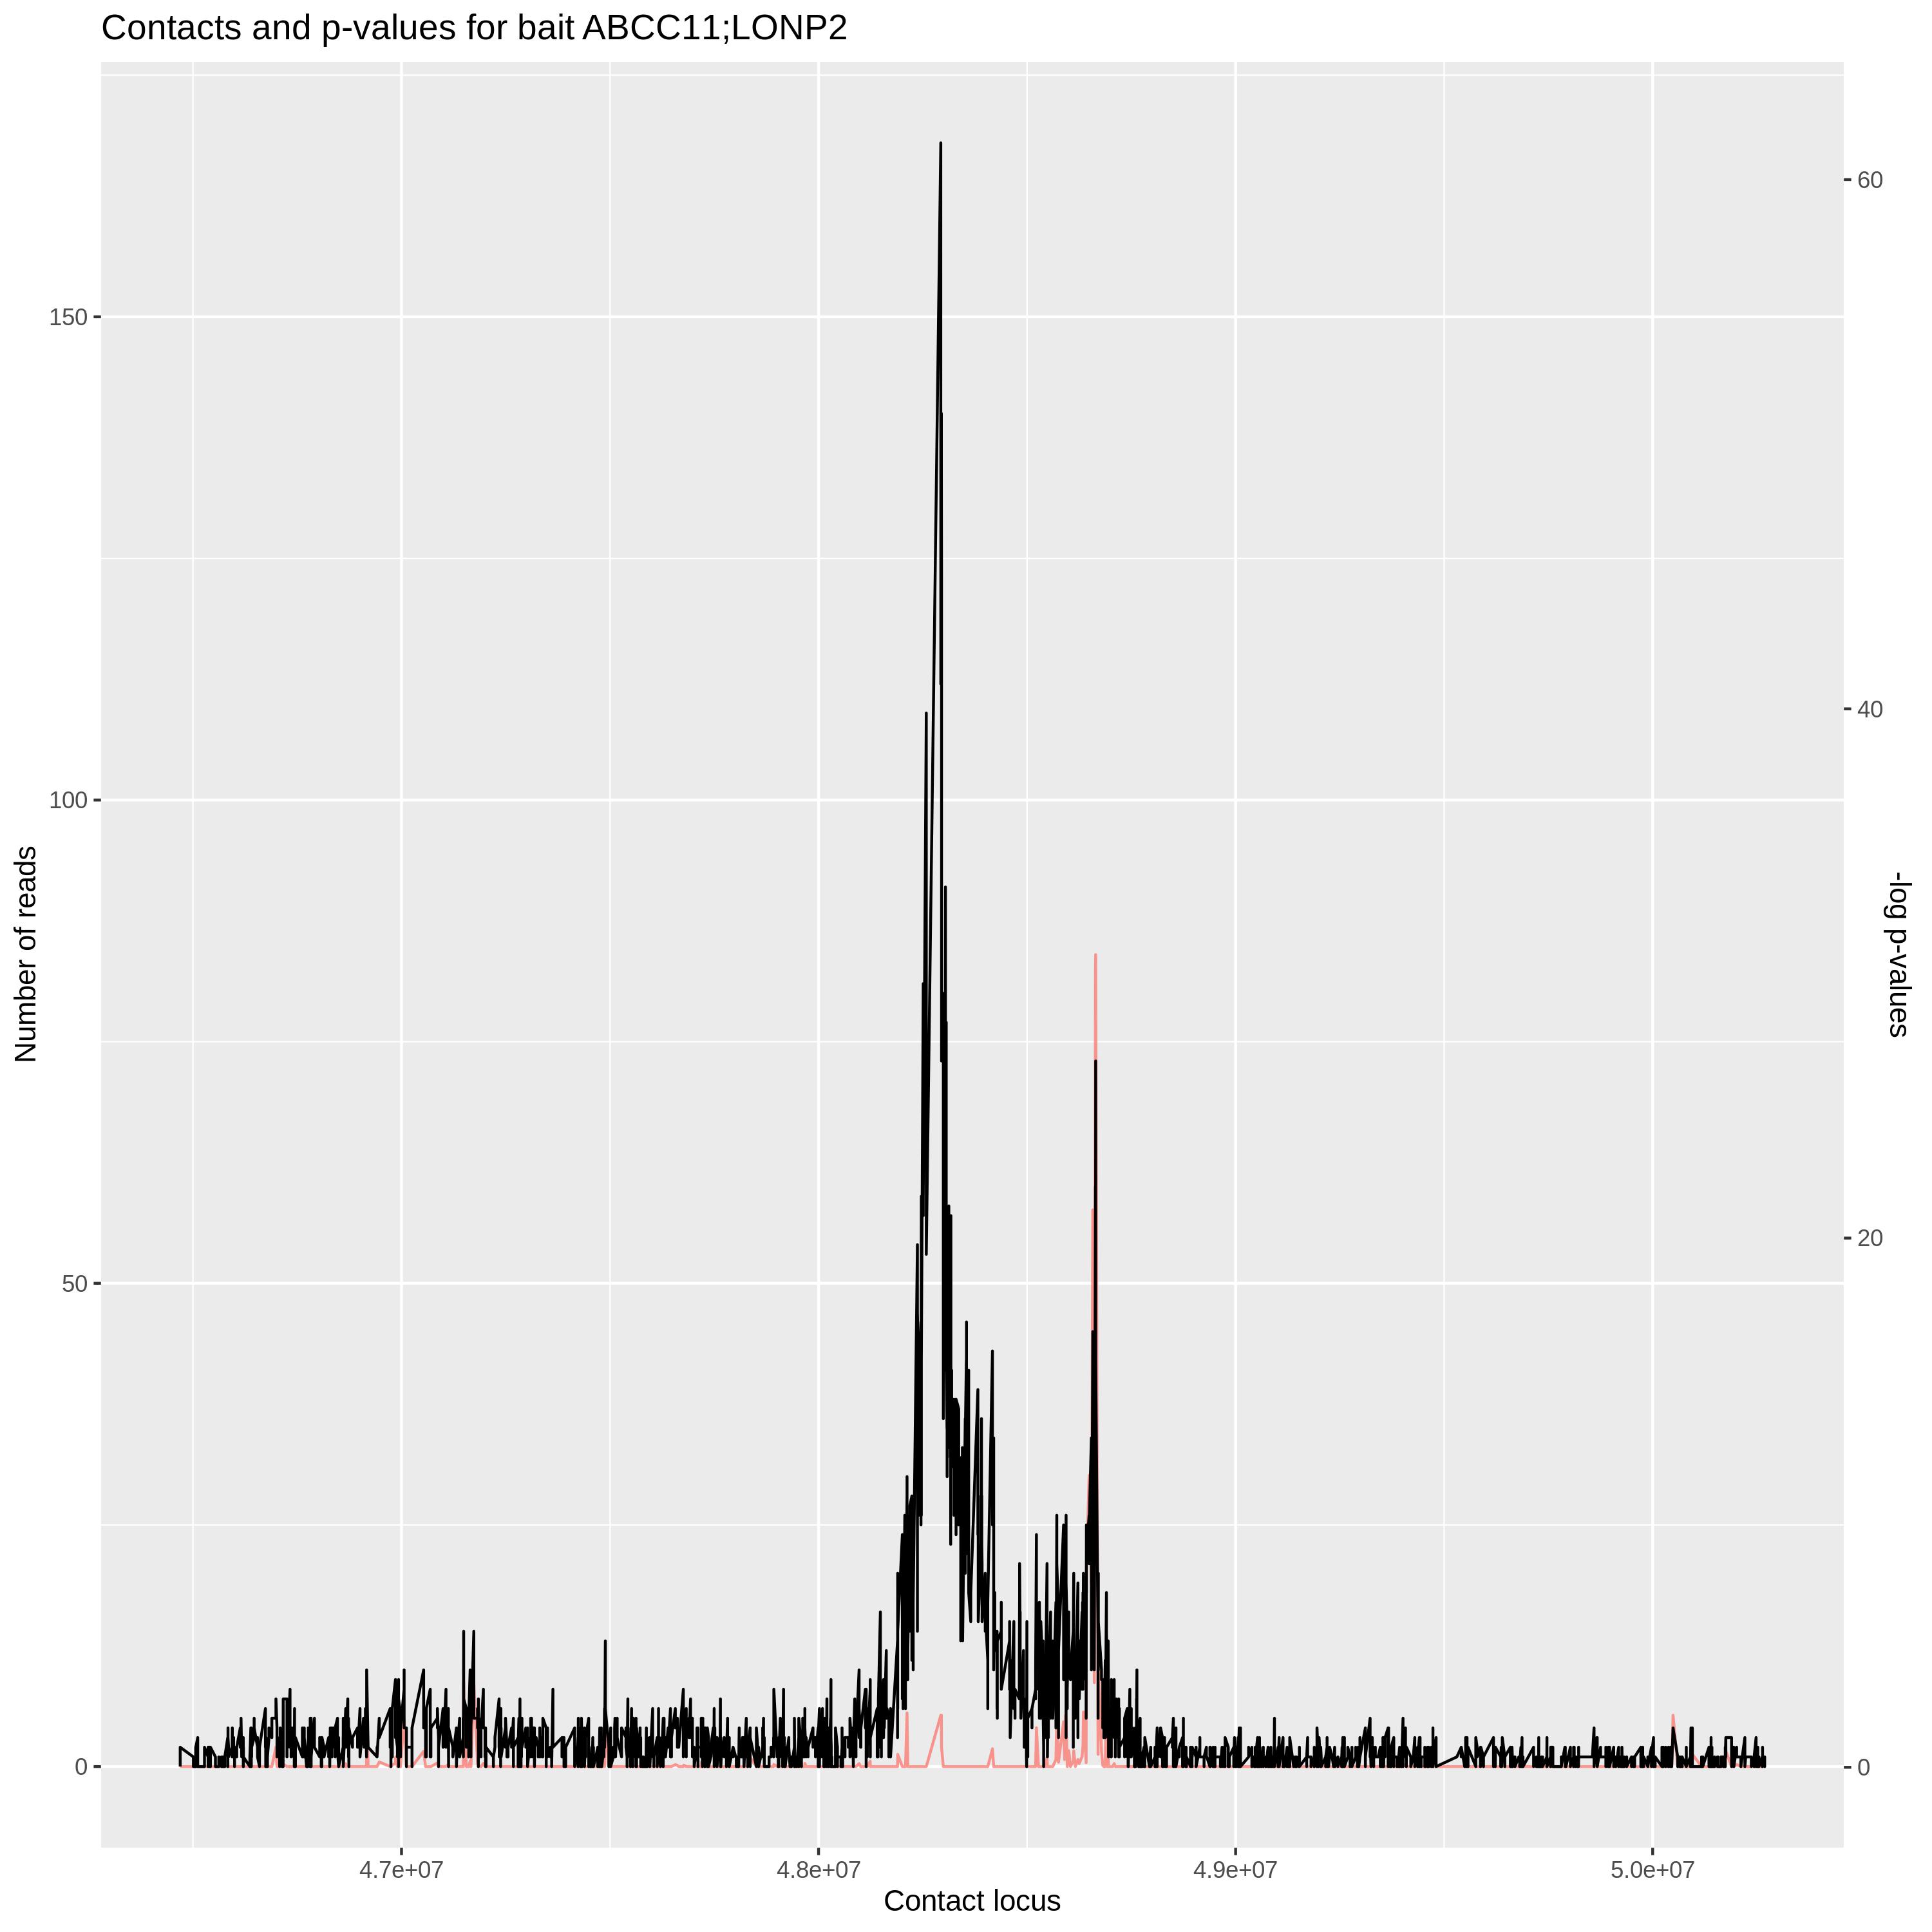 Contacts and p-values for bait ABCC11;LONP2
Number of reads
150
100
50
0
60
40
20
0
-log p-values
4.7e+07 4.8e+07 4.9e+07 5.0e+07
Contact locus